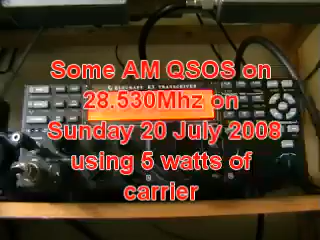 Some AM QSOS on
28.530Mhz on
Sunday 20 July 2008
using 5 watts of
carrier